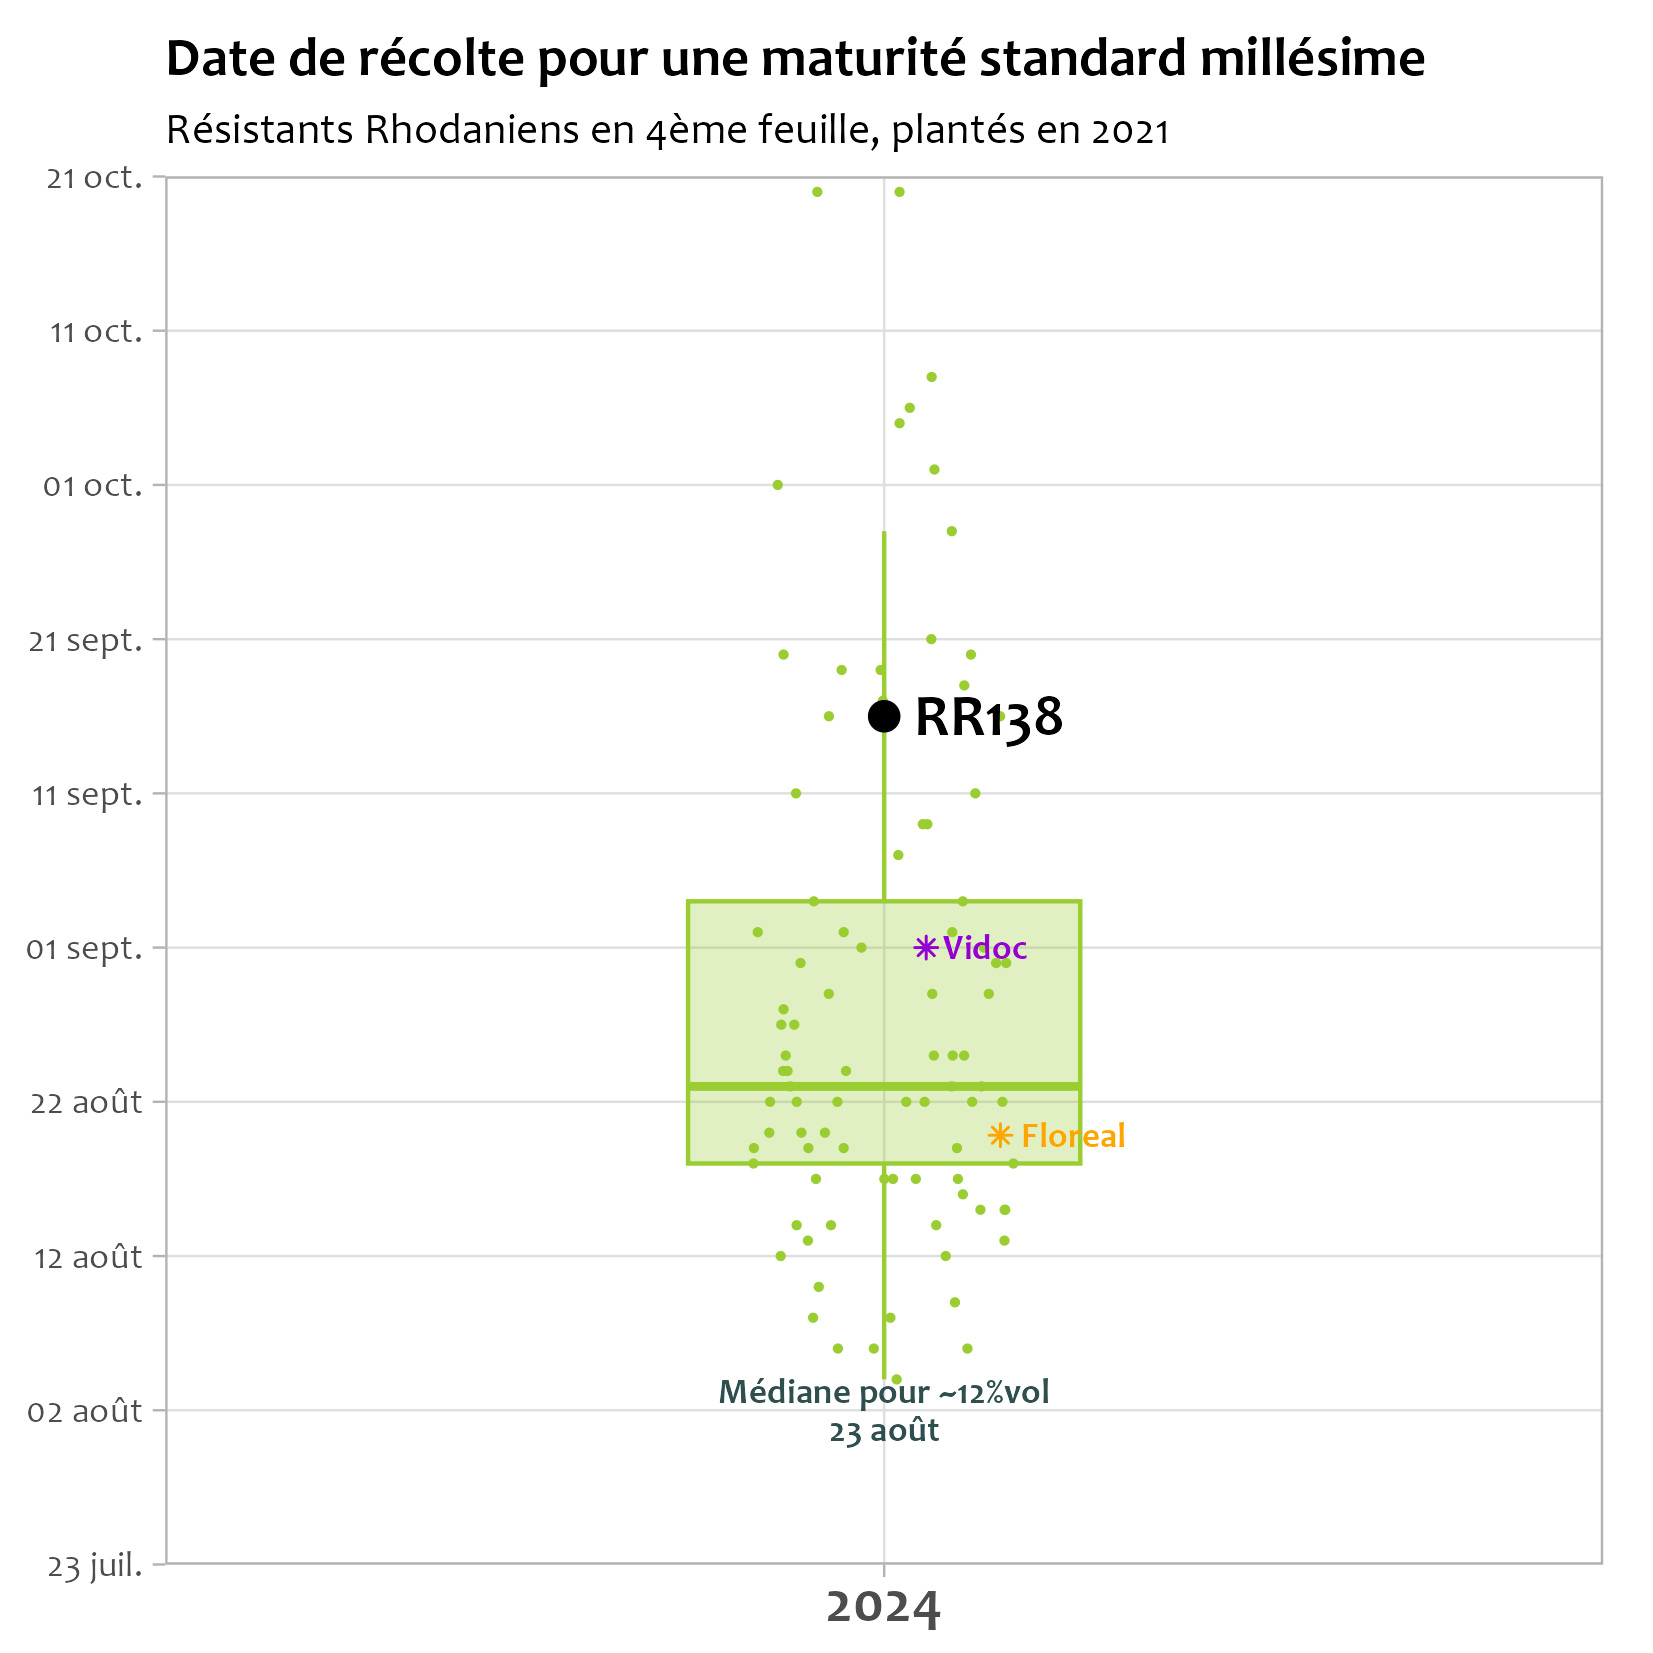 Date de récolte pour une maturité standard millésime
Résistants Rhodaniens en 4ème feuille, plantés en 2021
21 oct.
11 oct.
01 oct.
21 sept.
RR138
11 sept.
01 sept.
Vidoc
22 août
Floreal
12 août
Médiane pour ~12%vol
02 août
23 août
23 juil.
2024